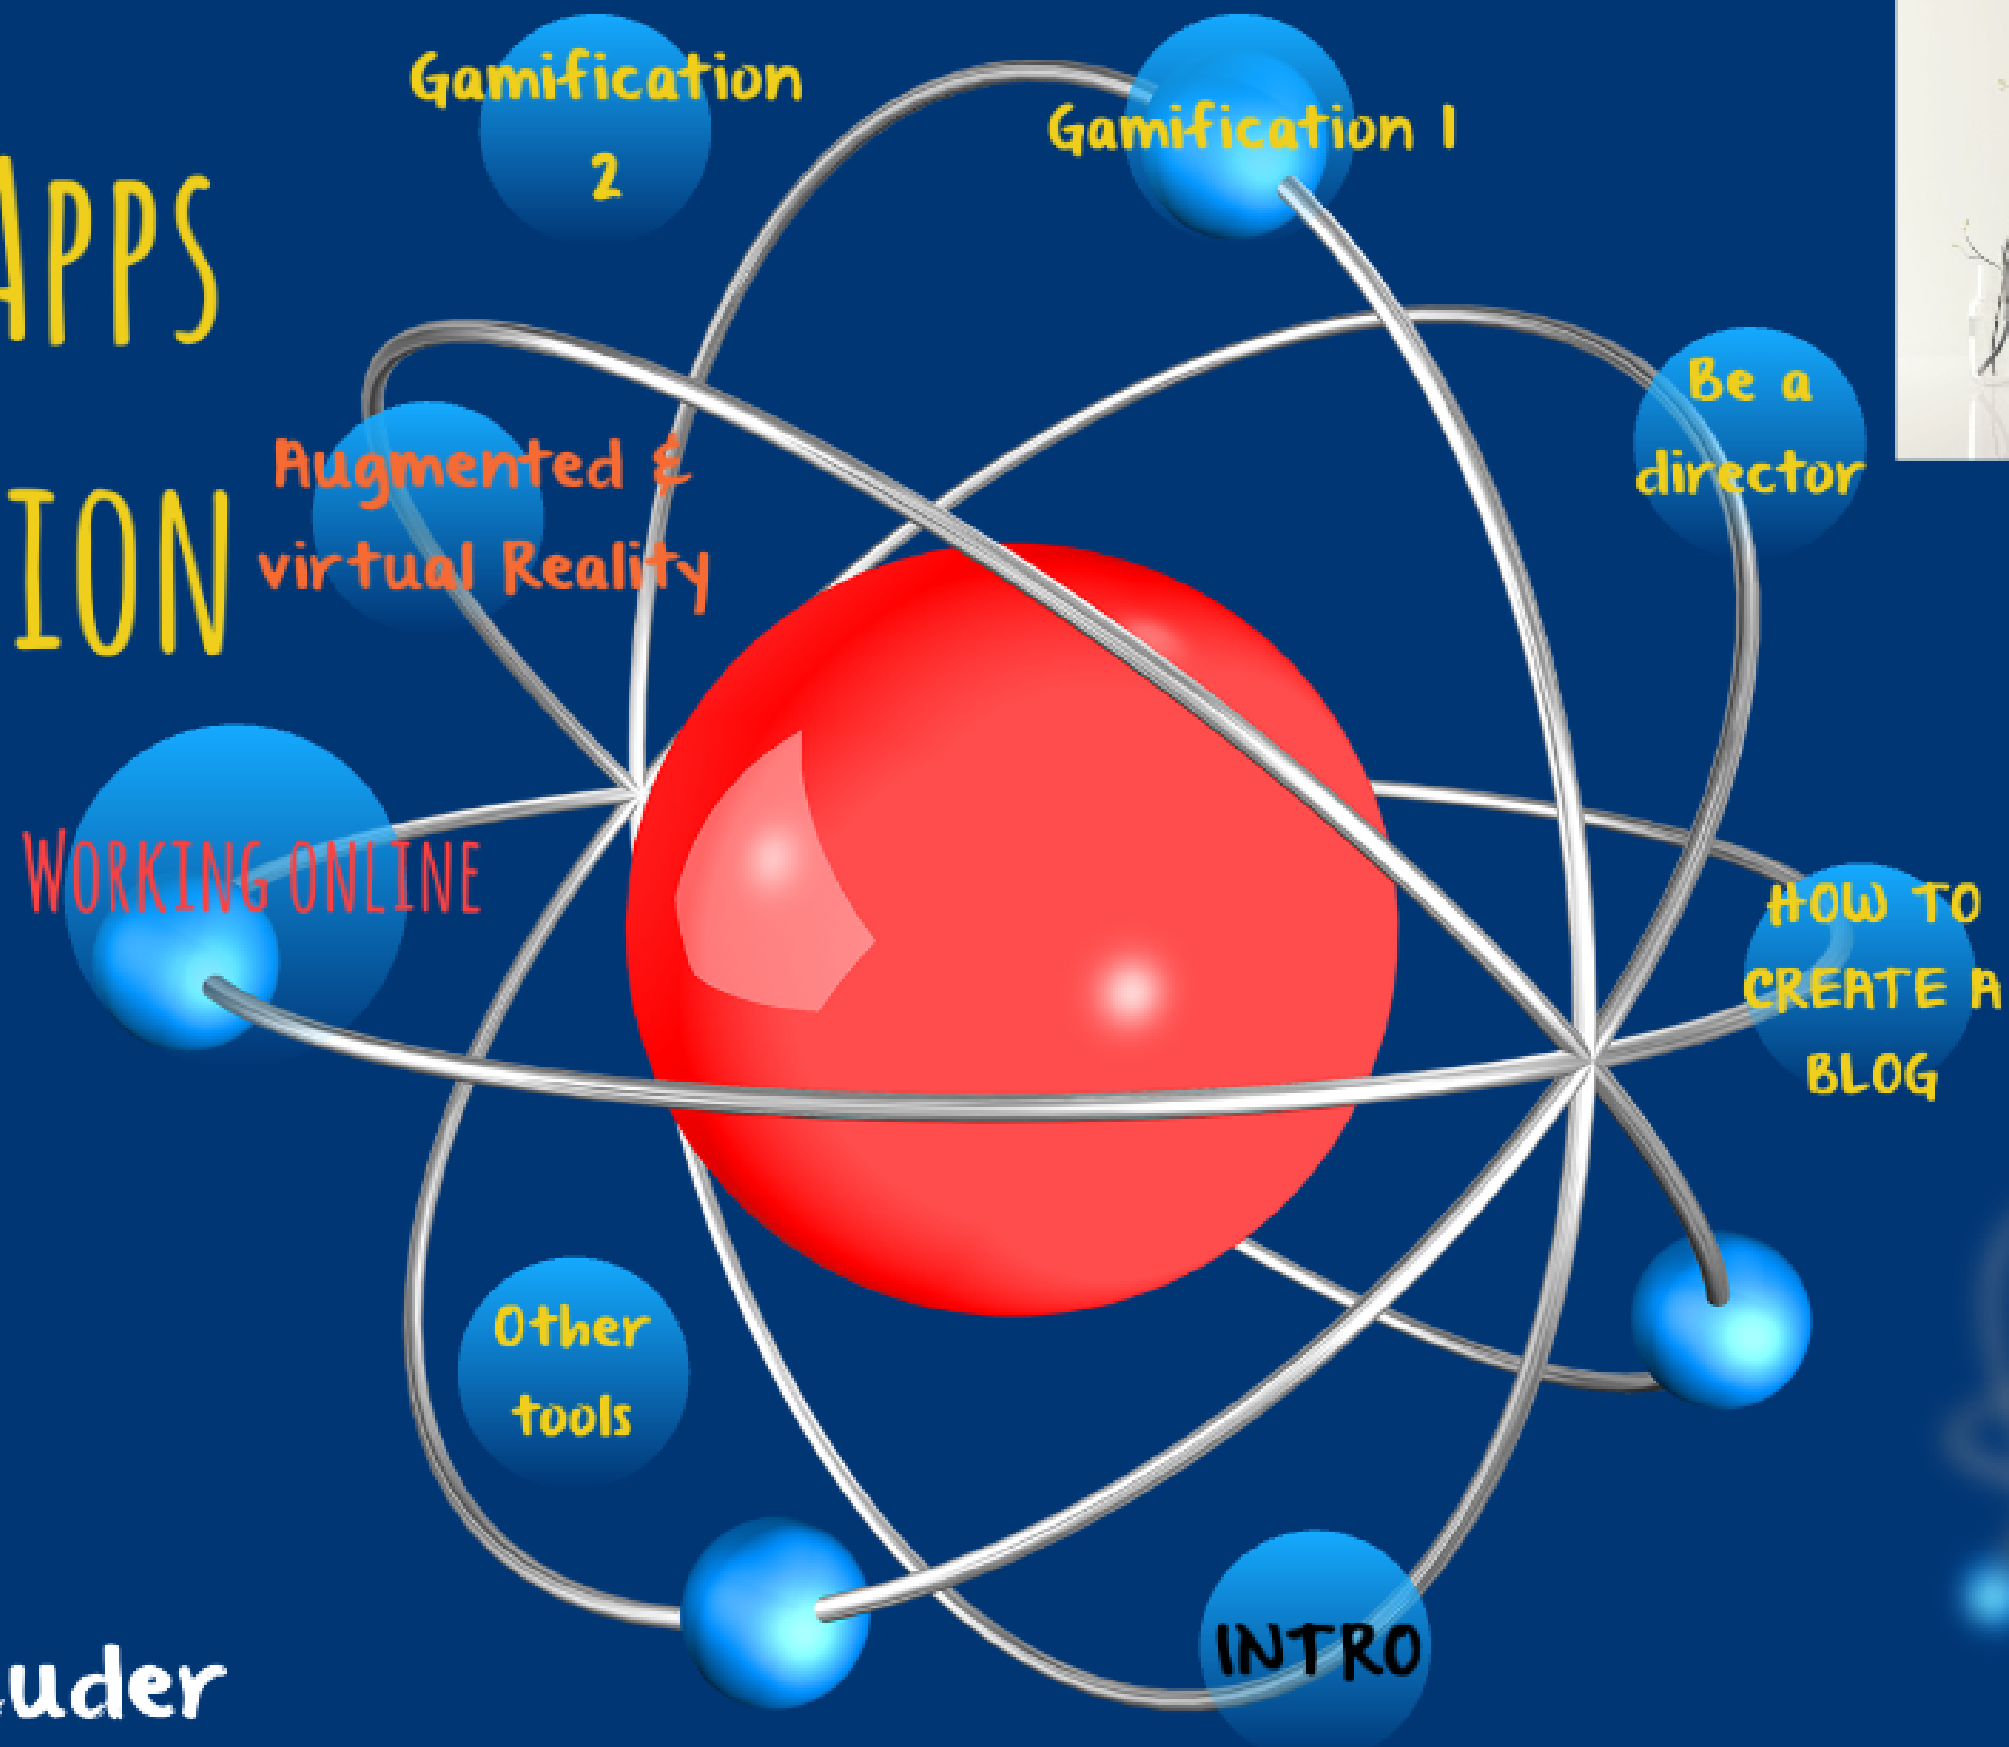 Gamification
2
Gamification 1
APPS
Be a
director
Augmented &
virtual Reality
ION
WORKING ONLINE
HOW TO
CREATE A
BLOG
Other
tools
INTRO
uder